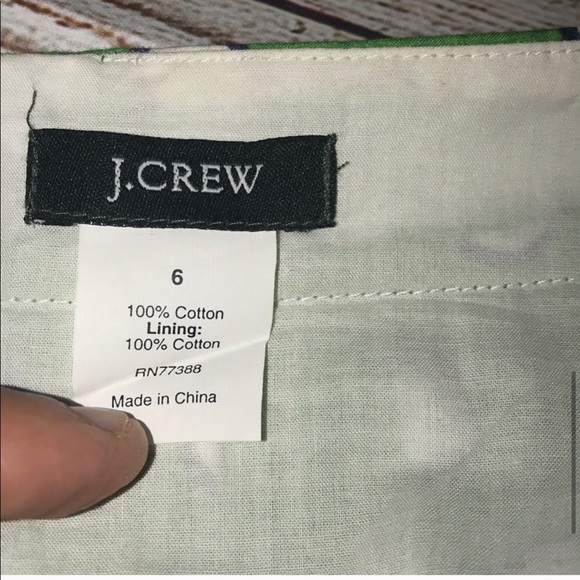 J.CREW
6
100% Cotton
Lining:
100% Cotton
RN77388
Made in China